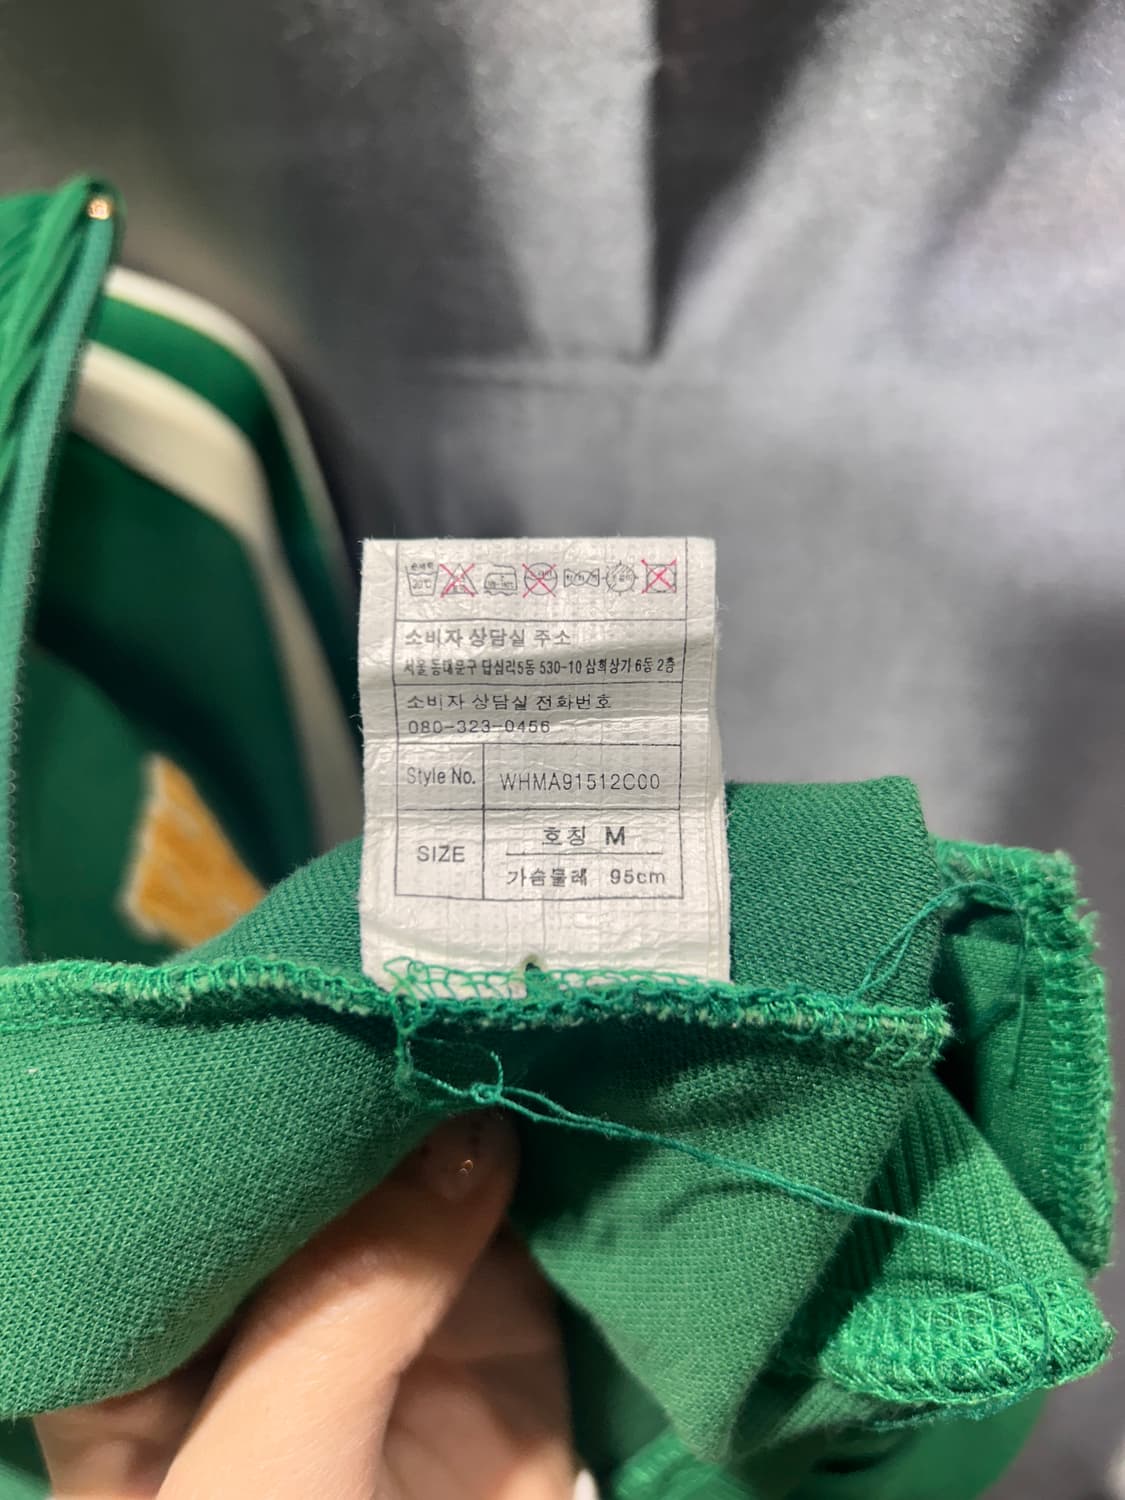 소비자 상담실 주소
서울 동대문구 답십리5동 530-10 삼희상가 6동 2층
소비자 상담실 전화번호
080-323-0456
Style No. WHMA91512C00
SIZE
호칭 M
가슴둘레 95cm